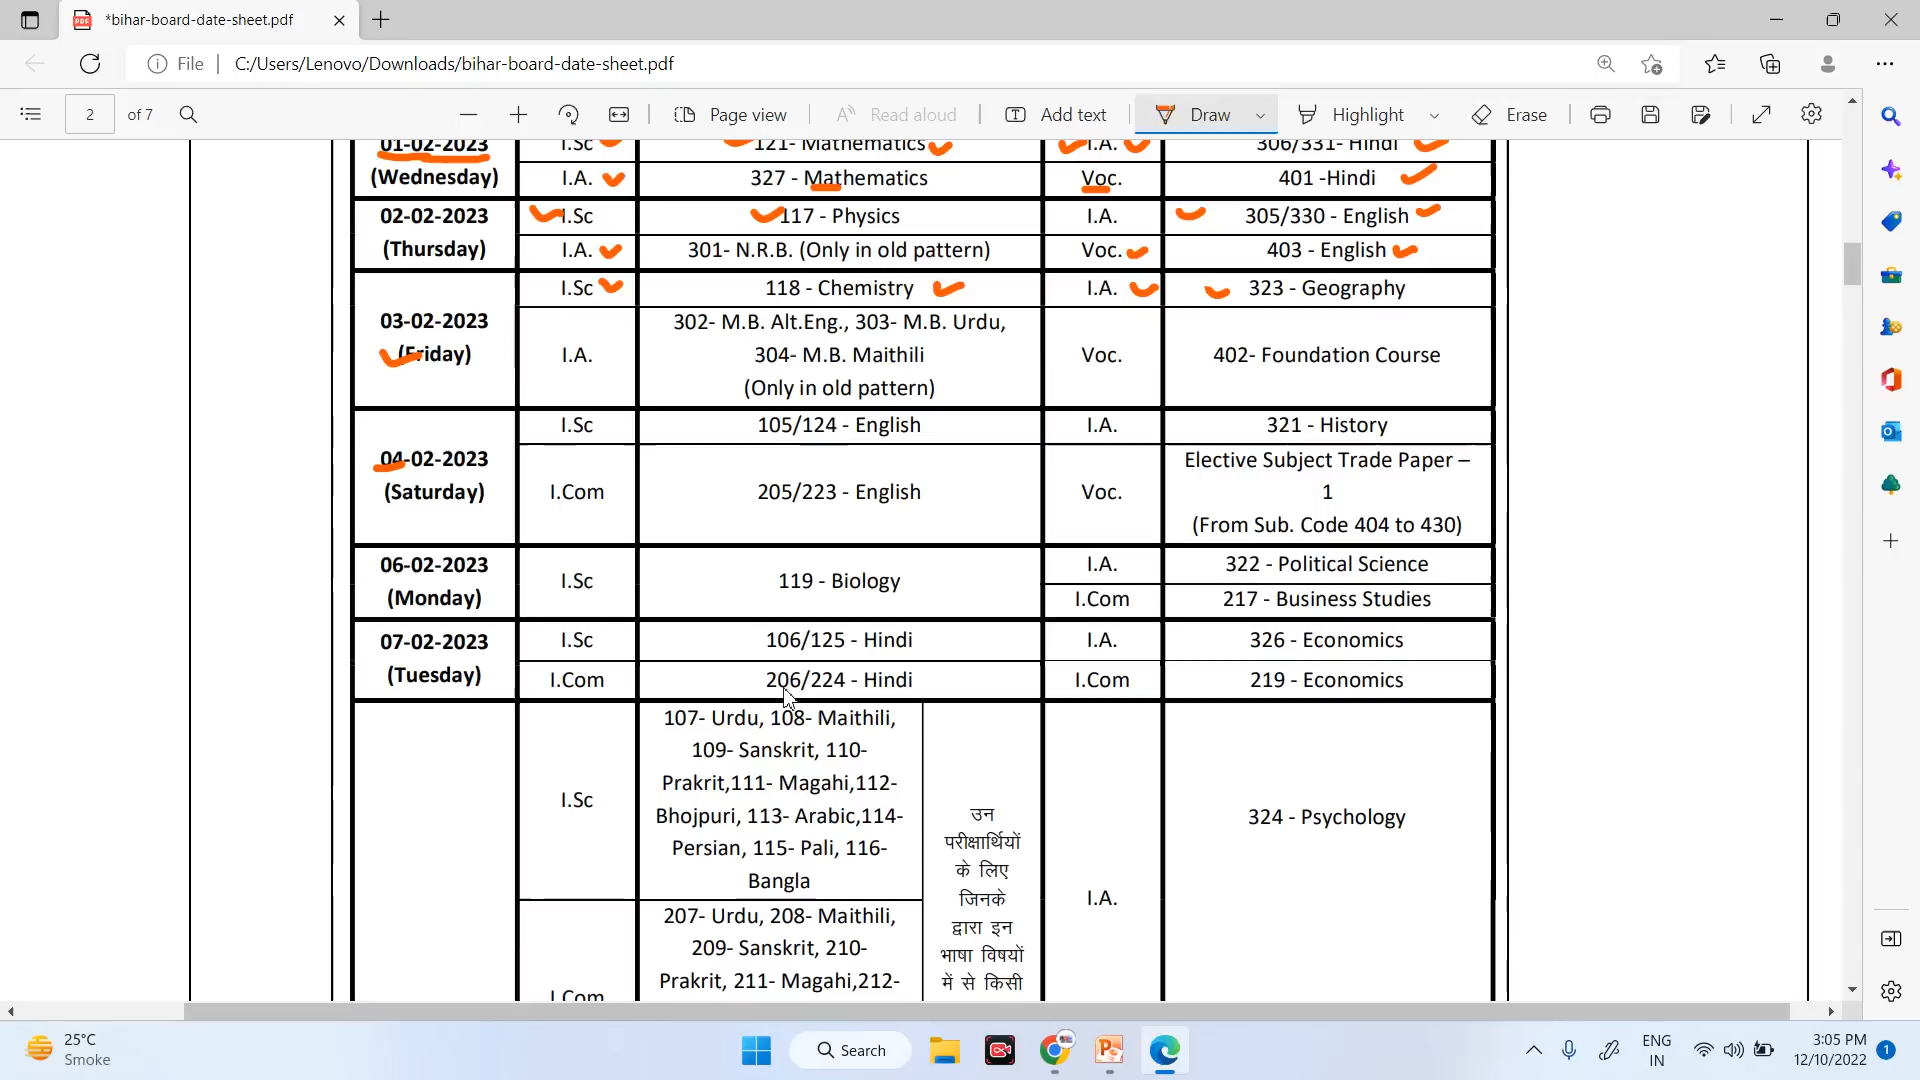 *bihar-board-date-sheet.pdf
File
C:/Users/Lenovo/Downloads/bihar-board-date-sheet.pdf
2 of 7
Page view
Read aloud
Add text
Draw
Highlight
Erase
01-02-2023
(Wednesday)
I.Sc
121- Mathematics
I.A.
306/331- Hindi
I.A.
327 - Mathematics
Voc.
401 -Hindi
02-02-2023
(Thursday)
I.Sc
117 - Physics
I.A.
305/330 - English
I.A.
301- N.R.B. (Only in old pattern)
Voc.
403 - English
03-02-2023
(Friday)
I.Sc
118 - Chemistry
I.A.
323 - Geography
I.A.
302- M.B. Alt.Eng., 303- M.B. Urdu,
304- M.B. Maithili
(Only in old pattern)
Voc.
402- Foundation Course
04-02-2023
(Saturday)
I.Sc
105/124 - English
I.A.
321 - History
I.Com
205/223 - English
Voc.
Elective Subject Trade Paper –
1
(From Sub. Code 404 to 430)
06-02-2023
(Monday)
I.Sc
119 - Biology
I.A.
322 - Political Science
I.Com
217 - Business Studies
07-02-2023
(Tuesday)
I.Sc
106/125 - Hindi
I.A.
326 - Economics
I.Com
206/224 - Hindi
I.Com
219 - Economics
I.Sc
107- Urdu, 108- Maithili,
109- Sanskrit, 110-
Prakrit,111- Magahi,112-
Bhojpuri, 113- Arabic,114-
Persian, 115- Pali, 116-
Bangla
I.Com
207- Urdu, 208- Maithili,
209- Sanskrit, 210-
Prakrit, 211- Magahi,212-
उन
परीक्षार्थियों
के लिए
जिनके
द्वारा इन
भाषा विषयों
में से किसी
I.A.
324 - Psychology
25°C
Smoke
Search
ENG
IN
3:05 PM
12/10/2022
1